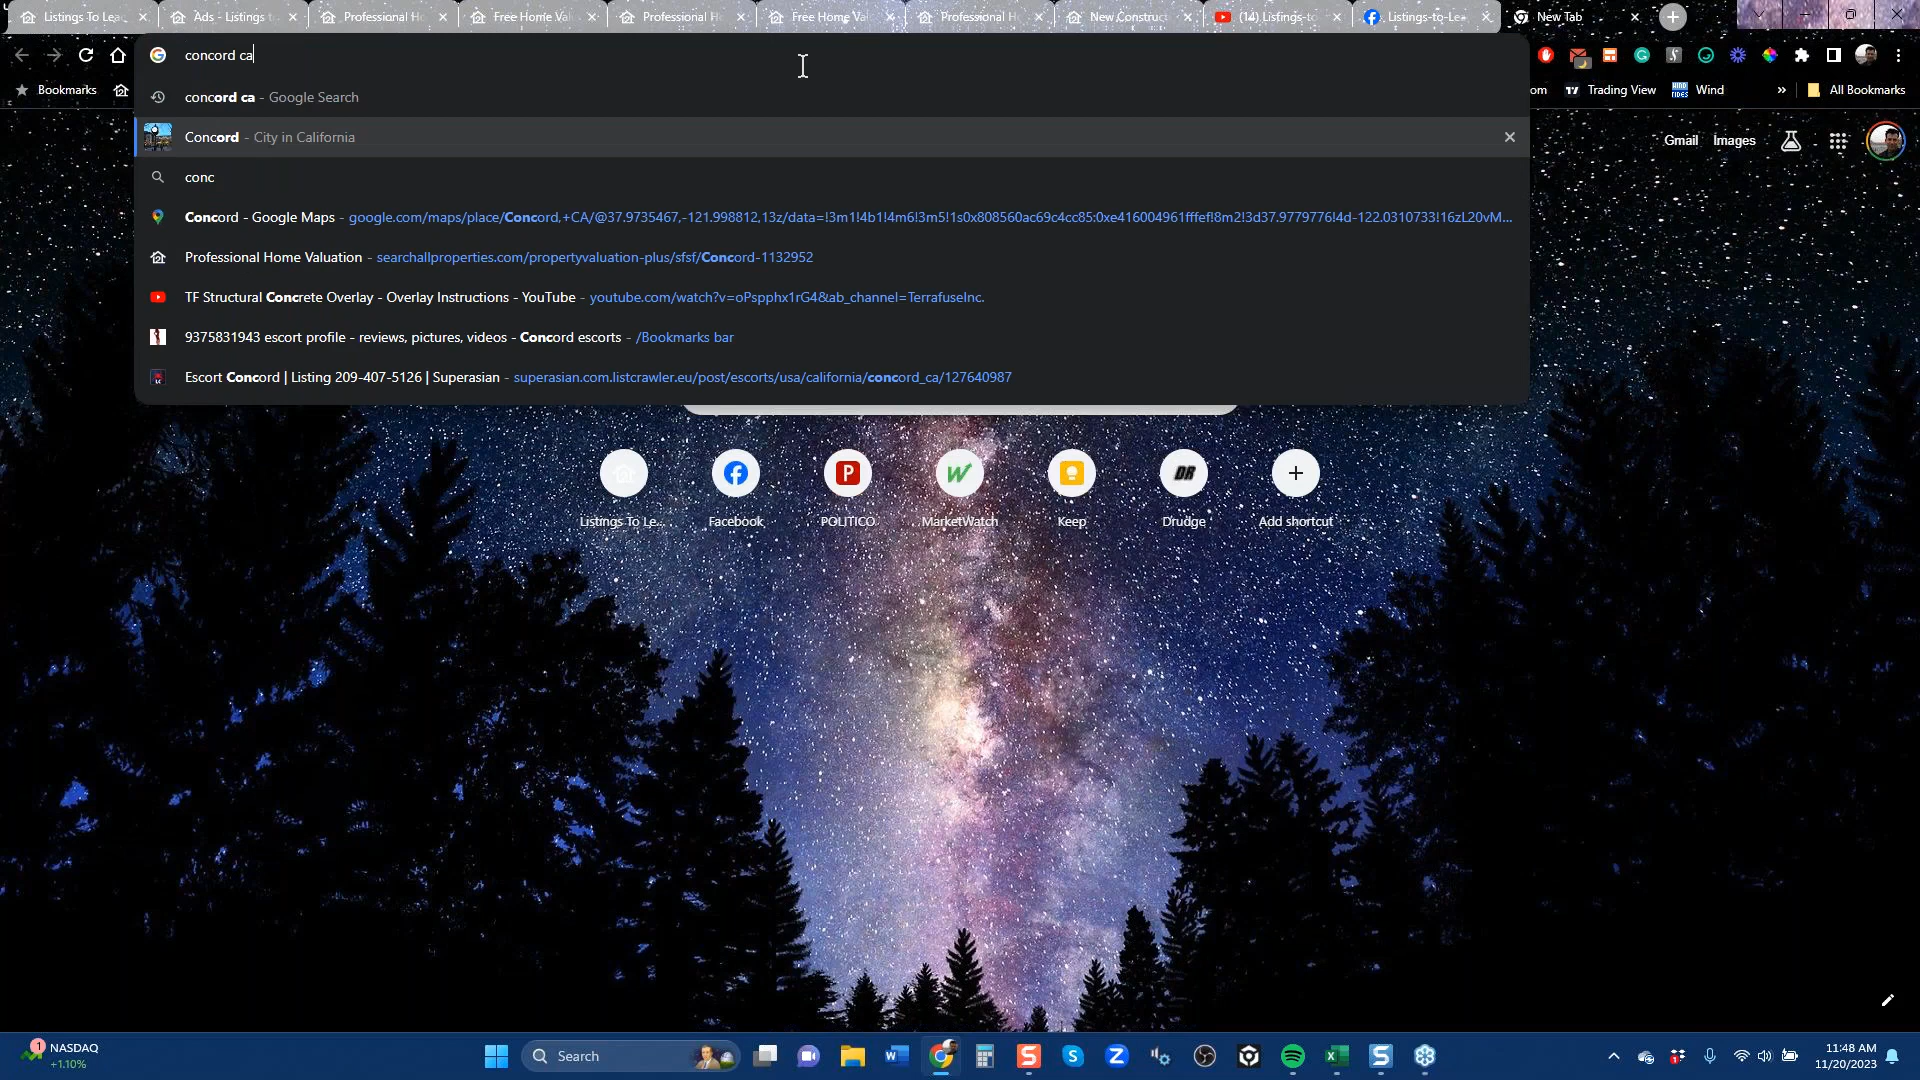 Listings To Leac
Ads - Listings t
Professional H
Free Home Val
Professional H
Free Home Val
Professional H
New Construct
(14) Listings-to
Listings-to-Lea
New Tab
concord ca
Bookmarks
om
Trading View
Wind
»
All Bookmarks
concord ca - Google Search
Concord - City in California
Gmail
Images
conc
Concord - Google Maps - google.com/maps/place/Concord,+CA/@37.9735467,-121.998812,13z/data=!3m1!4b1!4m6!3m5!1s0x808560ac69c4cc85:0xe416004961fffef!8m2!3d37.9779776!4d-122.0310733!16zL20vM...
Professional Home Valuation - searchallproperties.com/propertyvaluation-plus/sfsf/Concord-1132952
TF Structural Concrete Overlay - Overlay Instructions - YouTube - youtube.com/watch?v=oPspphx1rG4&ab_channel=TerrafuseInc.
9375831943 escort profile - reviews, pictures, videos - Concord escorts - /Bookmarks bar
Escort Concord | Listing 209-407-5126 | Superasian - superasian.com.listcrawler.eu/post/escorts/usa/california/concord_ca/127640987
Listings To Le...
Facebook
POLITICO
MarketWatch
Keep
Drudge
Add shortcut
NASDAQ
+1.10%
Search
11:48 AM
11/20/2023